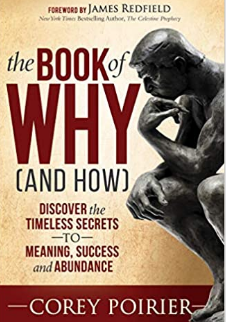 FOREWORD BY JAMES REDFIELD
New York Times Bestselling Author, The Celestine Prophecy
the BOOK of
WHY
(AND HOW)
DISCOVER the
TIMELESS SECRETS
—TO—
MEANING, SUCCESS
and ABUNDANCE
—COREY POIRIER—